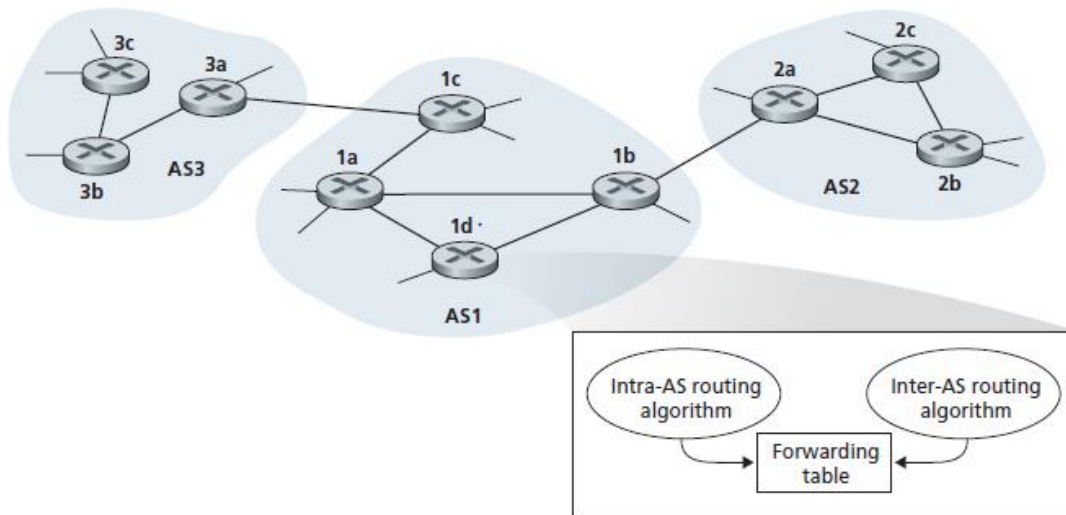 3c
3a
3b
AS3
1c
1a
1b
1d
AS1
2c
2a
2b
AS2
Intra-AS routing
algorithm
Inter-AS routing
algorithm
Forwarding
table